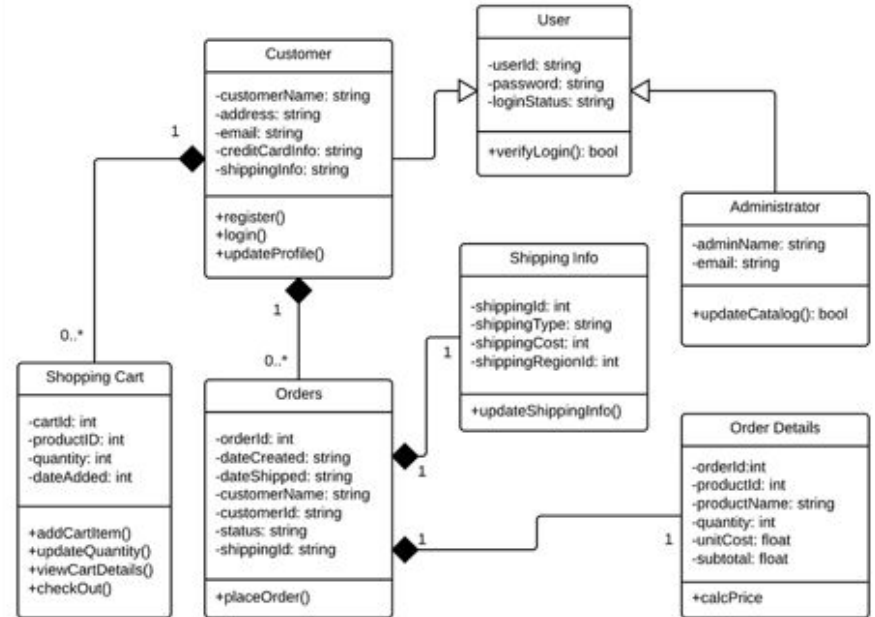 User
-userId: string
-password: string
-loginStatus: string
+verifyLogin(): bool
Customer
-customerName: string
-address: string
-email: string
-creditCardInfo: string
-shippingInfo: string
+register()
+login()
+updateProfile()
1
1
0..*
0..*
Administrator
-adminName: string
-email: string
+updateCatalog(): bool
Shipping Info
-shippingId: int
-shippingType: string
-shippingCost: int
-shippingRegionId: int
+updateShippingInfo()
1
1
Shopping Cart
-cartId: int
-productID: int
-quantity: int
-dateAdded: int
+addCartItem()
+updateQuantity()
+viewCartDetails()
+checkOut()
Orders
-orderId: int
-dateCreated: string
-dateShipped: string
-customerName: string
-customerId: string
-status: string
-shippingId: string
+placeOrder()
1
1
Order Details
-orderId:int
-productId: int
-productName: string
-quantity: int
-unitCost: float
-subtotal: float
+calcPrice